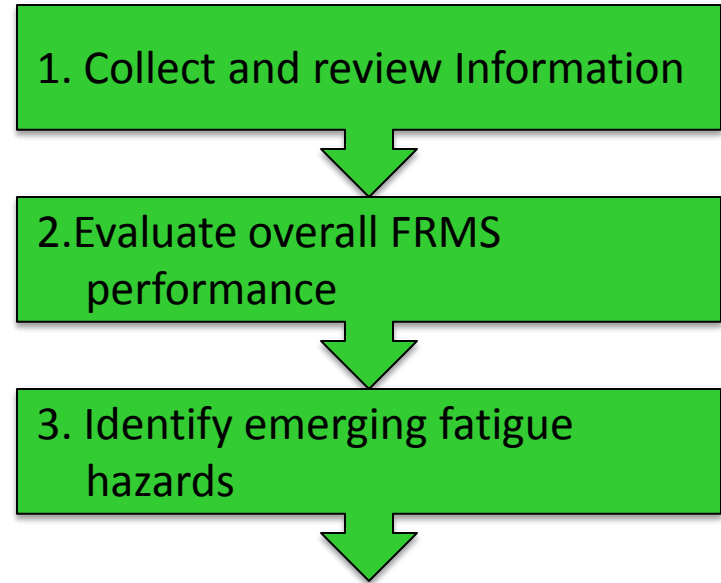 1. Collect and review Information
2.Evaluate overall FRMS
performance
3. Identify emerging fatigue
hazards